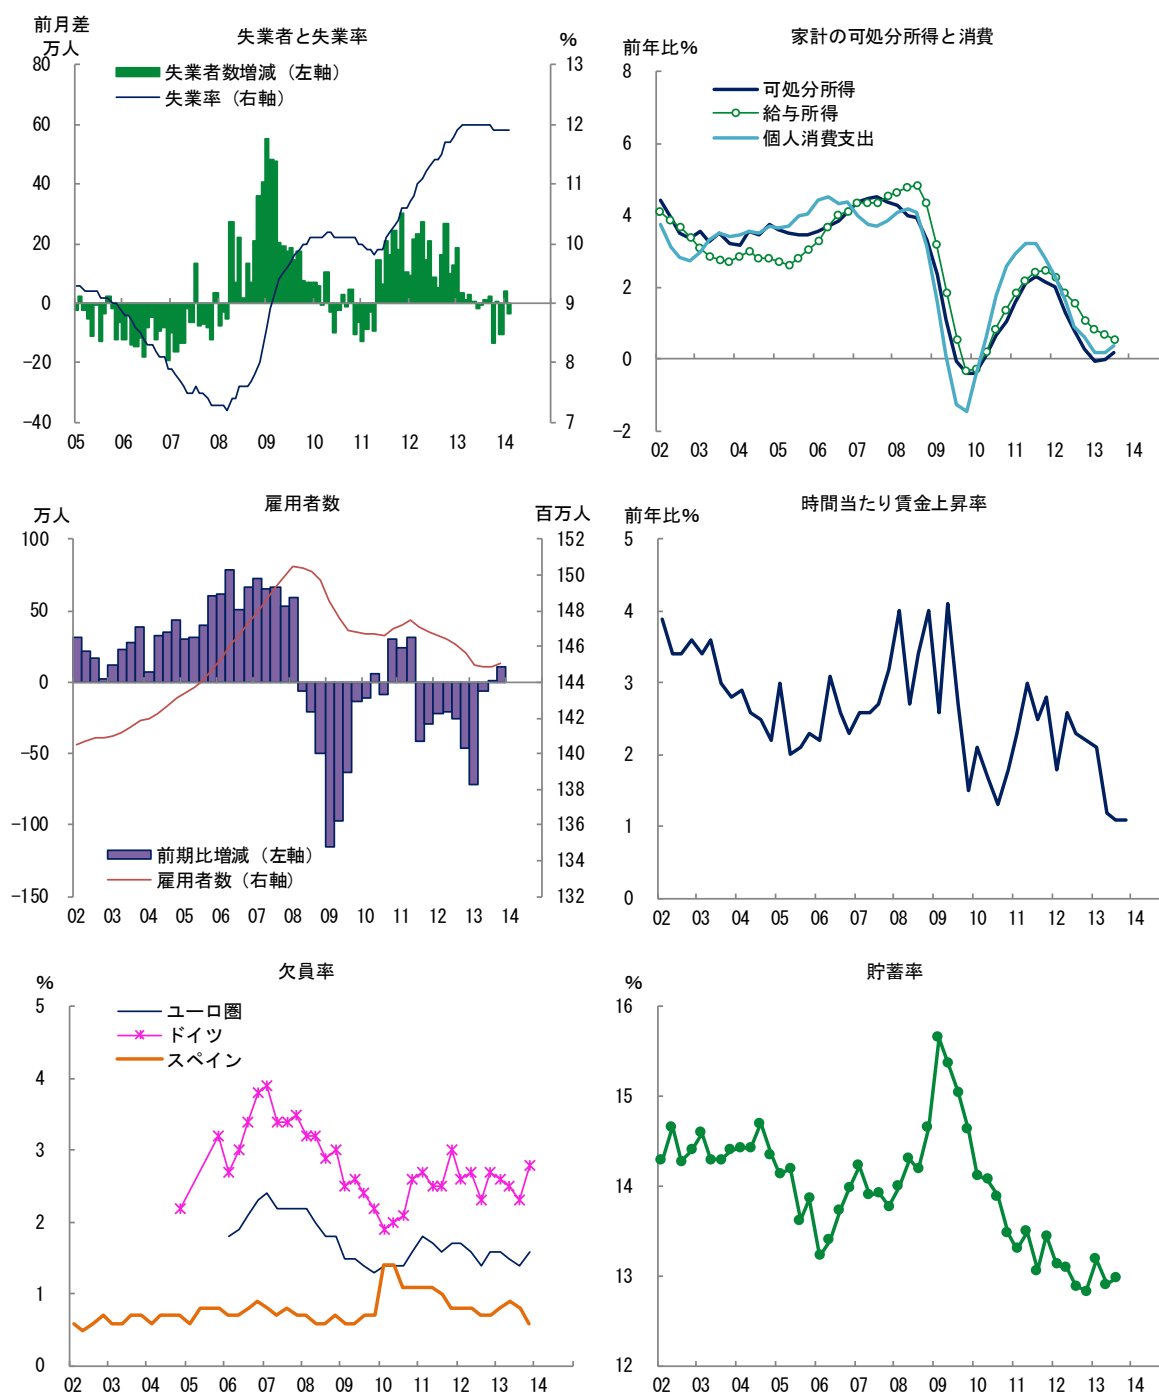 失業者と失業率
前月差
万人
%
失業者数増減（左軸）
失業率（右軸）
80
60
40
20
0
−20
−40
13
12
11
10
9
8
7
05 06 07 08 09 10 11 12 13 14
家計の可処分所得と消費
前年比%
可処分所得
給与所得
個人消費支出
8
6
4
2
0
−2
02 03 04 05 06 07 08 09 10 11 12 13 14
雇用者数
万人
百万人
100
50
0
−50
−100
−150
152
150
148
146
144
142
140
138
136
134
132
前期比増減（左軸）
雇用者数（右軸）
02 03 04 05 06 07 08 09 10 11 12 13 14
時間当たり賃金上昇率
前年比%
5
4
3
2
1
0
02 03 04 05 06 07 08 09 10 11 12 13 14
欠員率
%
ユーロ圏
ドイツ
スペイン
5
4
3
2
1
0
02 03 04 05 06 07 08 09 10 11 12 13 14
貯蓄率
%
16
15
14
13
12
02 03 04 05 06 07 08 09 10 11 12 13 14